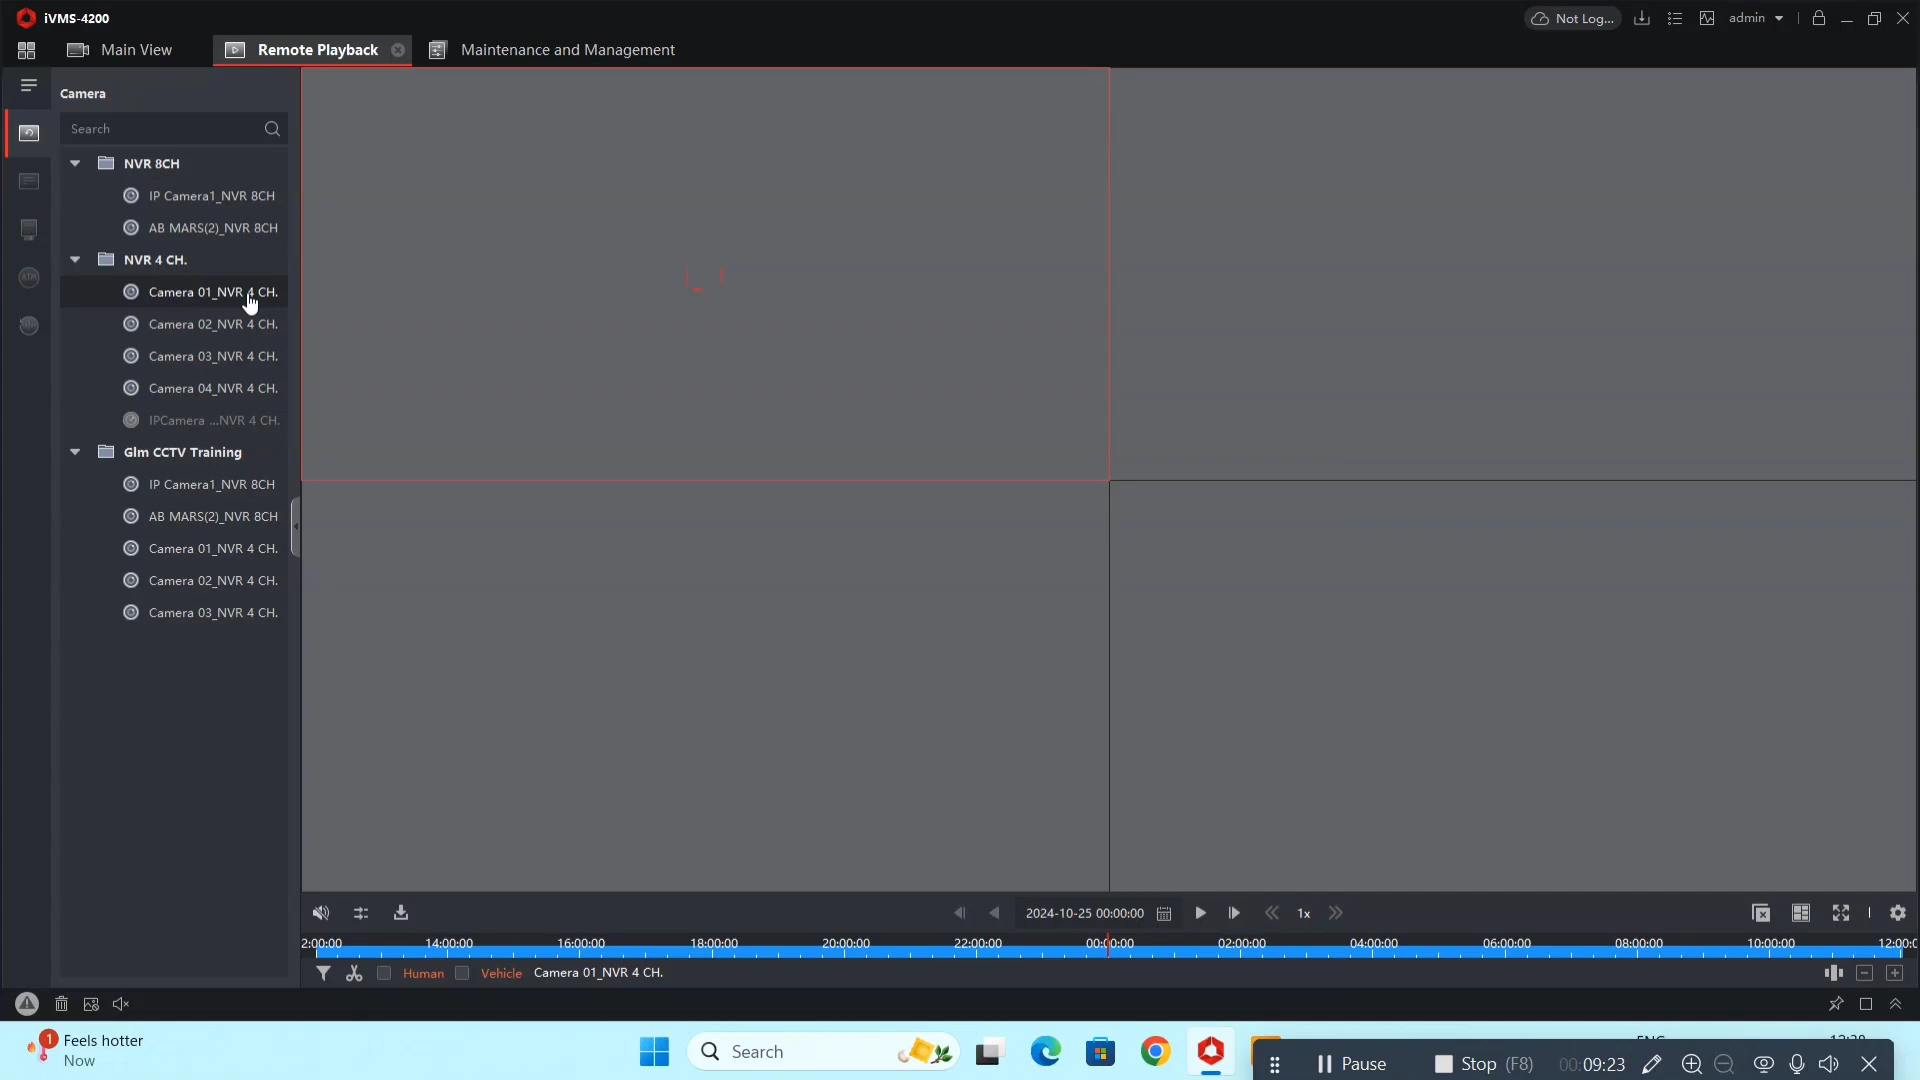 iVMS-4200
Not Log...
admin
Main View
Remote Playback
Maintenance and Management
Camera
Search
NVR 8CH
IP Camera1_NVR 8CH
AB MARS(2)_NVR 8CH
NVR 4 CH.
Camera 01_NVR 4 CH.
Camera 02_NVR 4 CH.
Camera 03_NVR 4 CH.
Camera 04_NVR 4 CH.
IPCamera ...NVR 4 CH.
Glm CCTV Training
IP Camera1_NVR 8CH
AB MARS(2)_NVR 8CH
Camera 01_NVR 4 CH.
Camera 02_NVR 4 CH.
Camera 03_NVR 4 CH.
ATM
2024-10-25 00:00:00
1x
2:00:00 14:00:00 16:00:00 18:00:00 20:00:00 22:00:00 00:00:00 02:00:00 04:00:00 06:00:00 08:00:00 10:00:00 12:00:0
Human Vehicle Camera 01_NVR 4 CH.
1
Feels hotter
Now
Search
Pause
Stop (F8)
00:09:23